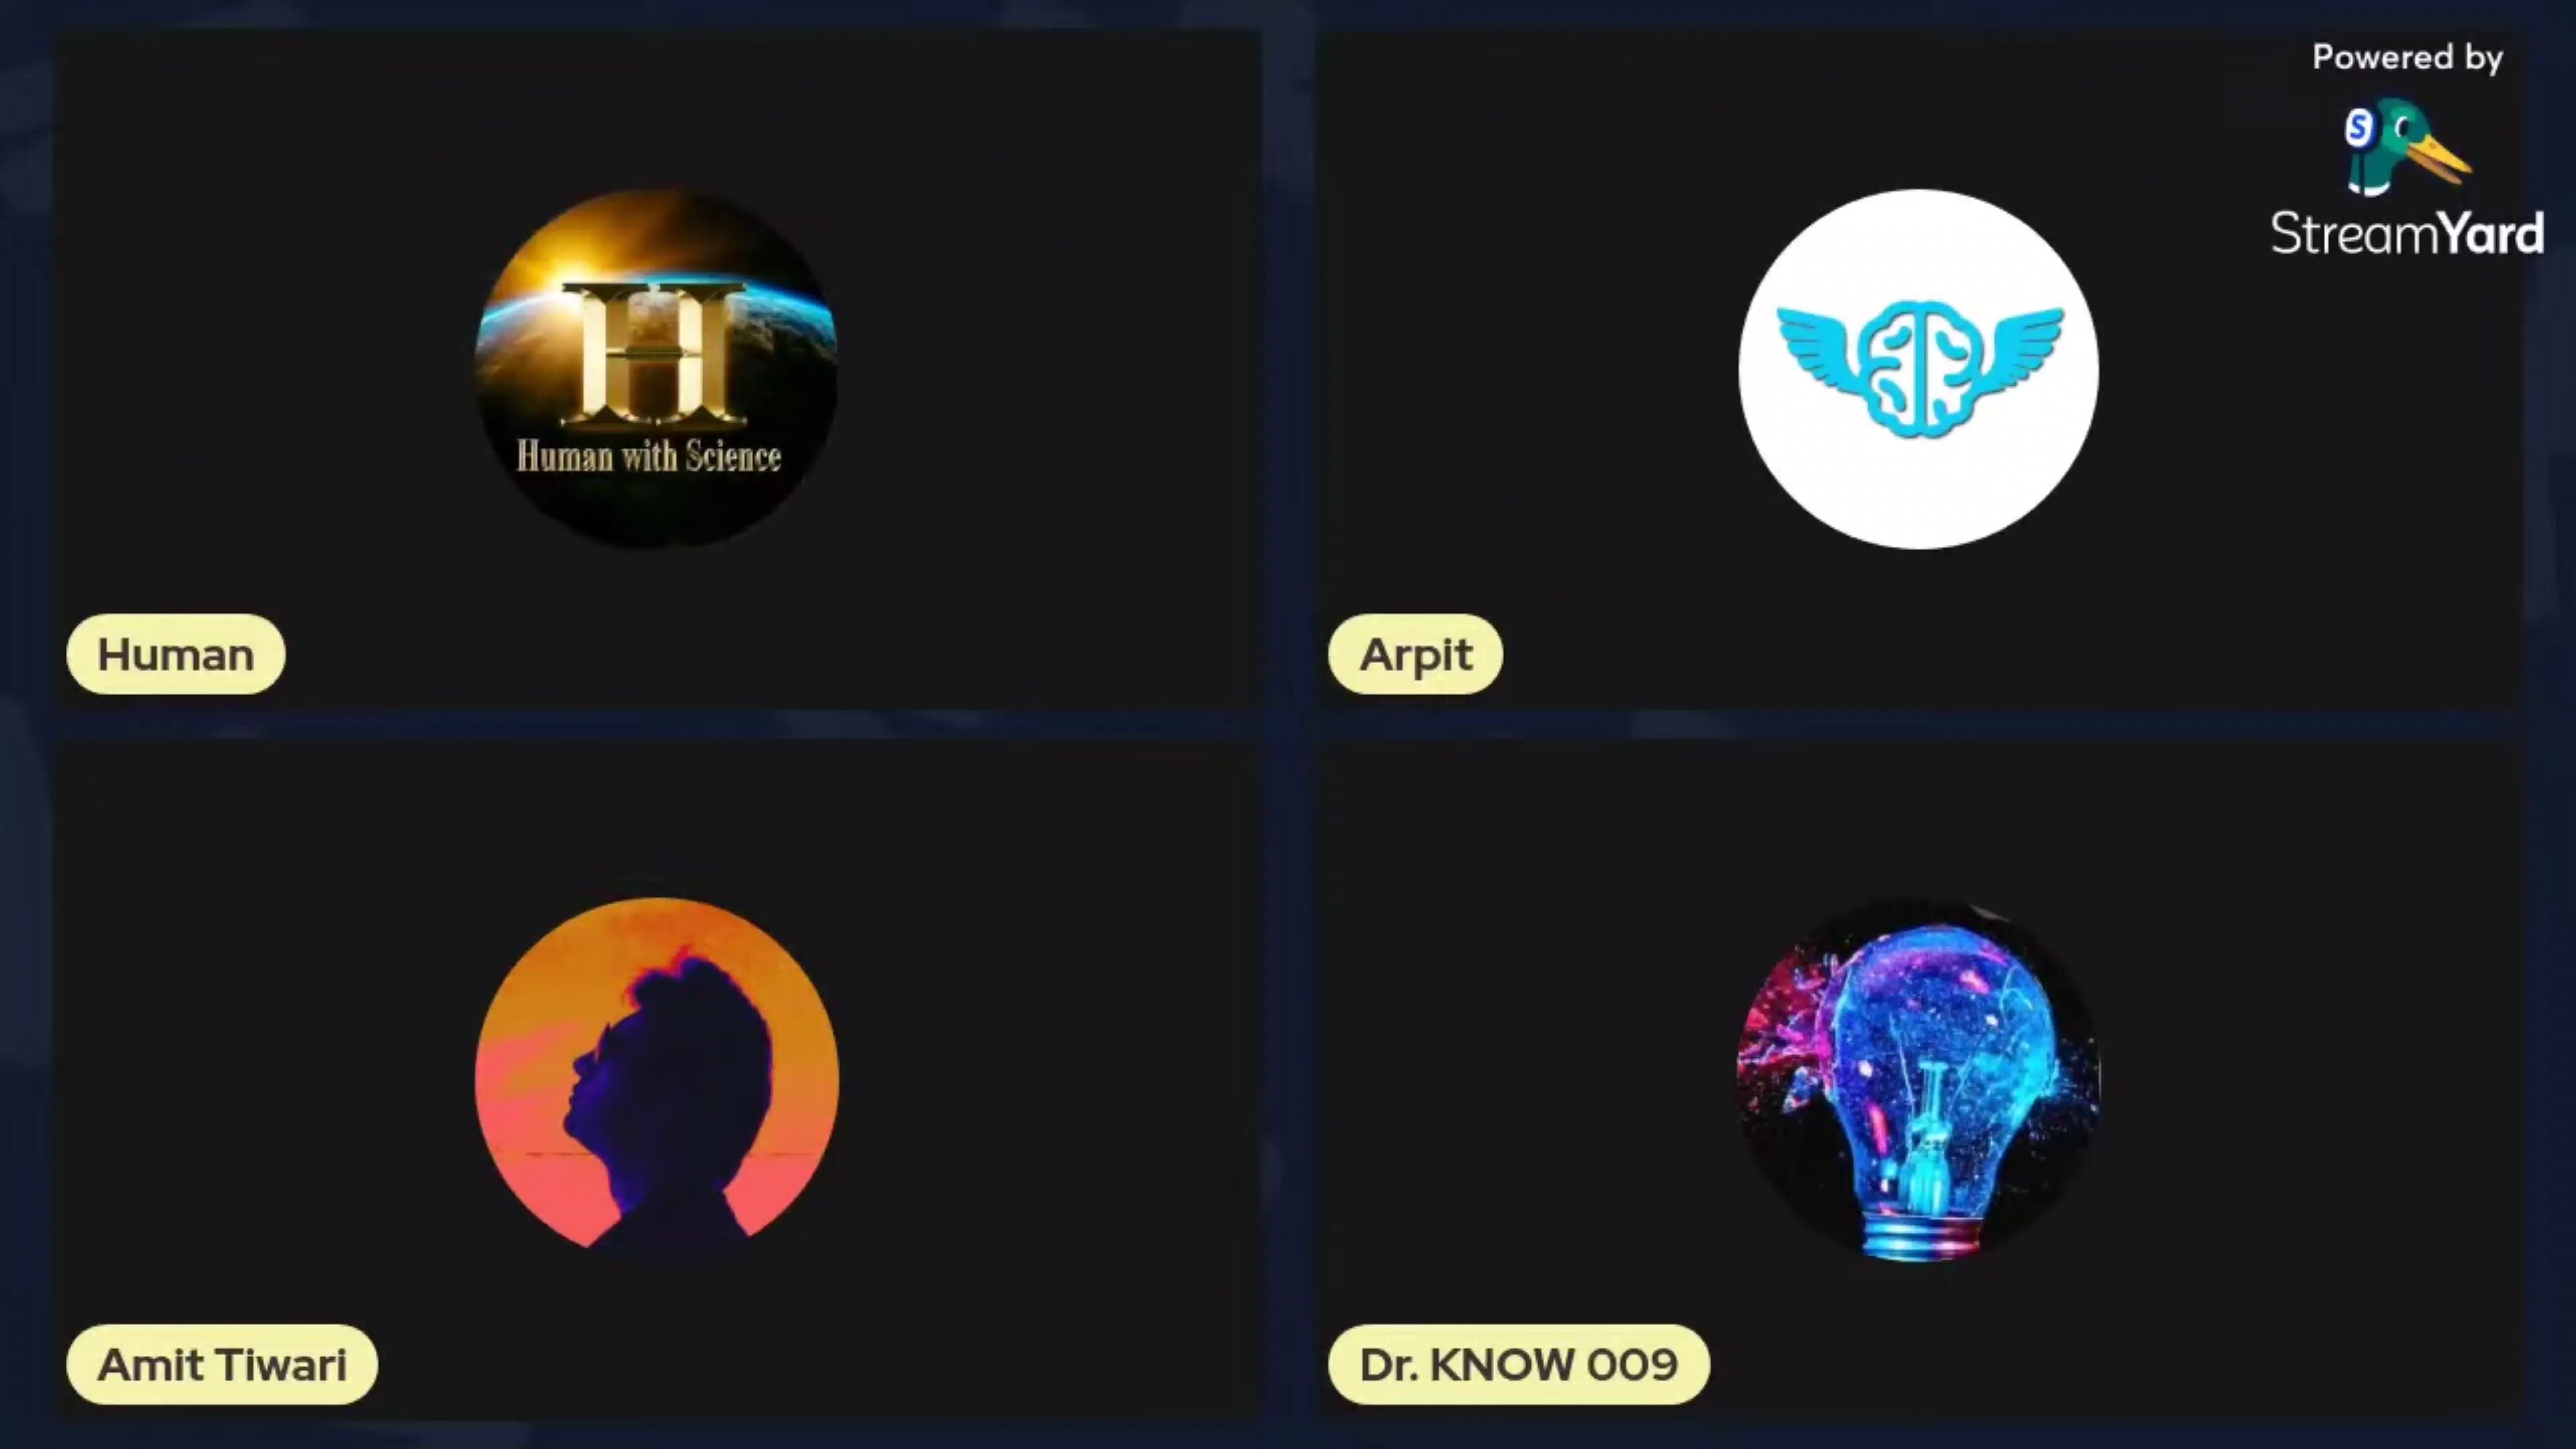 Powered by
S
StreamYard
H
Human with Science
Human
Arpit
Amit Tiwari
Dr. KNOW 009